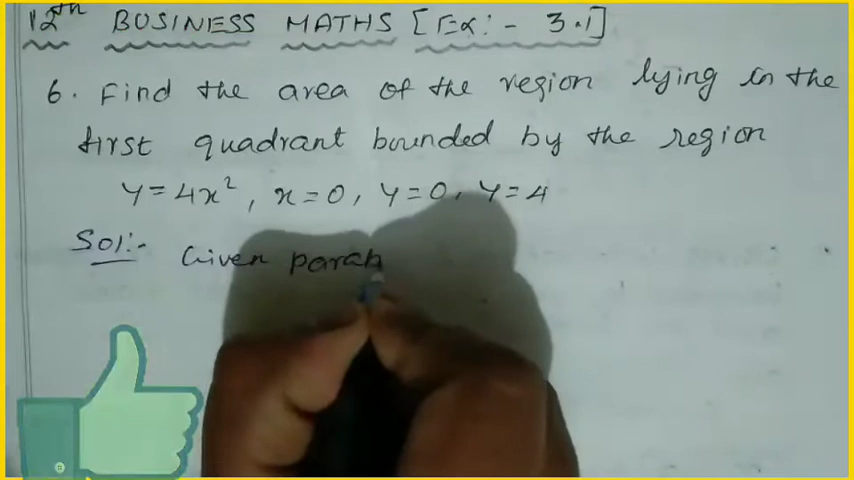 12th BUSINESS MATHS [Ex:- 3.1]
6. Find the area of the region lying in the
first quadrant bounded by the region
y=4x², x=0, y=0, y=4
Sol:- Given parab